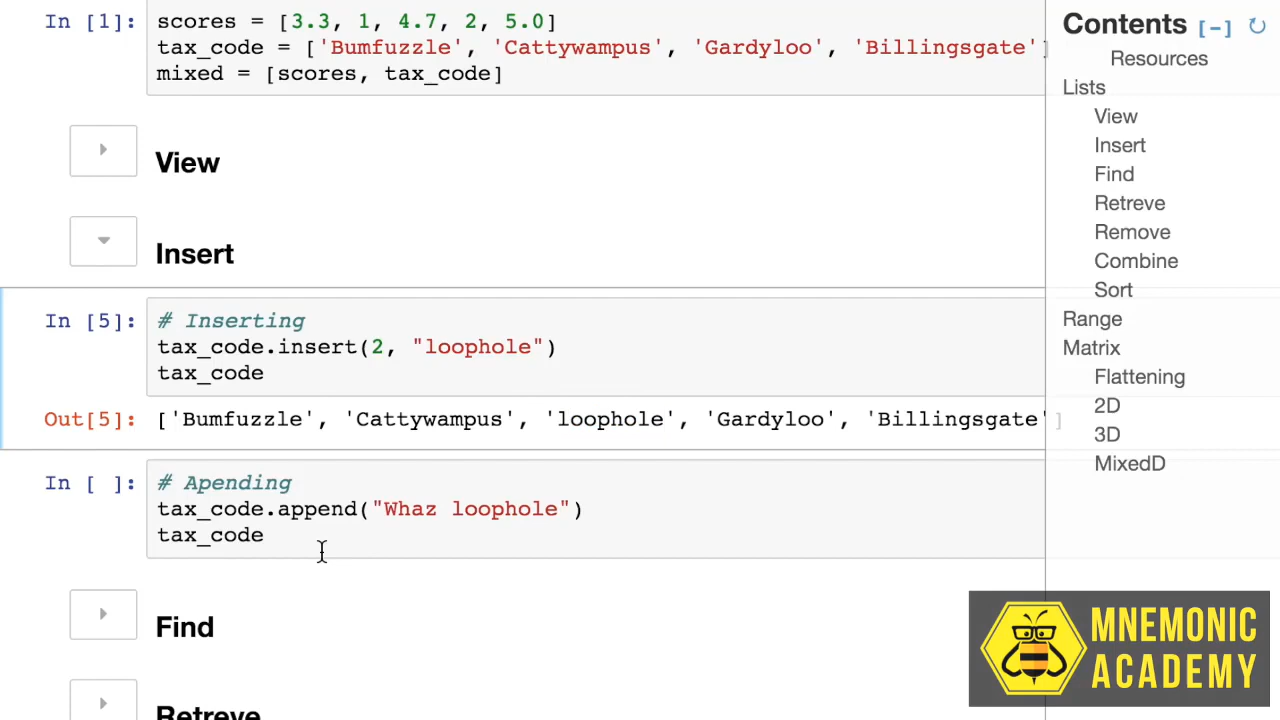 In [1]:
scores = [3.3, 1, 4.7, 2, 5.0]
tax_code = ['Bumfuzzle', 'Cattywampus', 'Gardyloo', 'Billingsgate']
mixed = [scores, tax_code]
View
Insert
In [5]:
# Inserting
tax_code.insert(2, "loophole")
tax_code
Out[5]:
['Bumfuzzle', 'Cattywampus', 'loophole', 'Gardyloo', 'Billingsgate']
In [ ]:
# Apending
tax_code.append("Whaz loophole")
tax_code
Find
Retreve
Contents [-]
Resources
Lists
View
Insert
Find
Retreve
Remove
Combine
Sort
Range
Matrix
Flattening
2D
3D
MixedD
MNEMONIC
ACADEMY